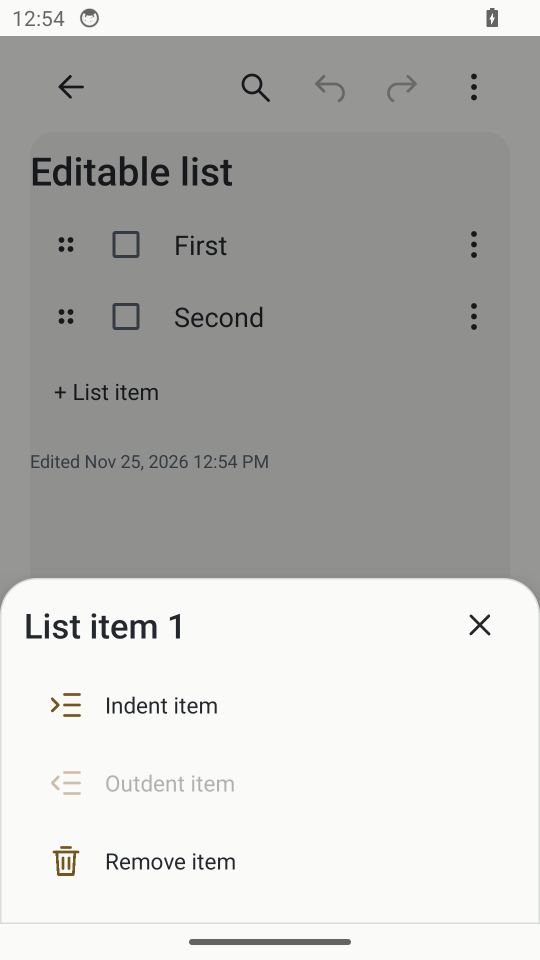 12:54
Editable list
First
Second
+ List item
Edited Nov 25, 2026 12:54 PM
List item 1
Indent item
Outdent item
Remove item